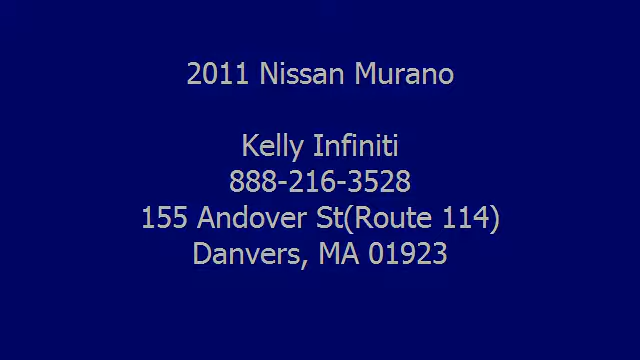 2011 Nissan Murano
Kelly Infiniti
888-216-3528
155 Andover St(Route 114)
Danvers, MA 01923